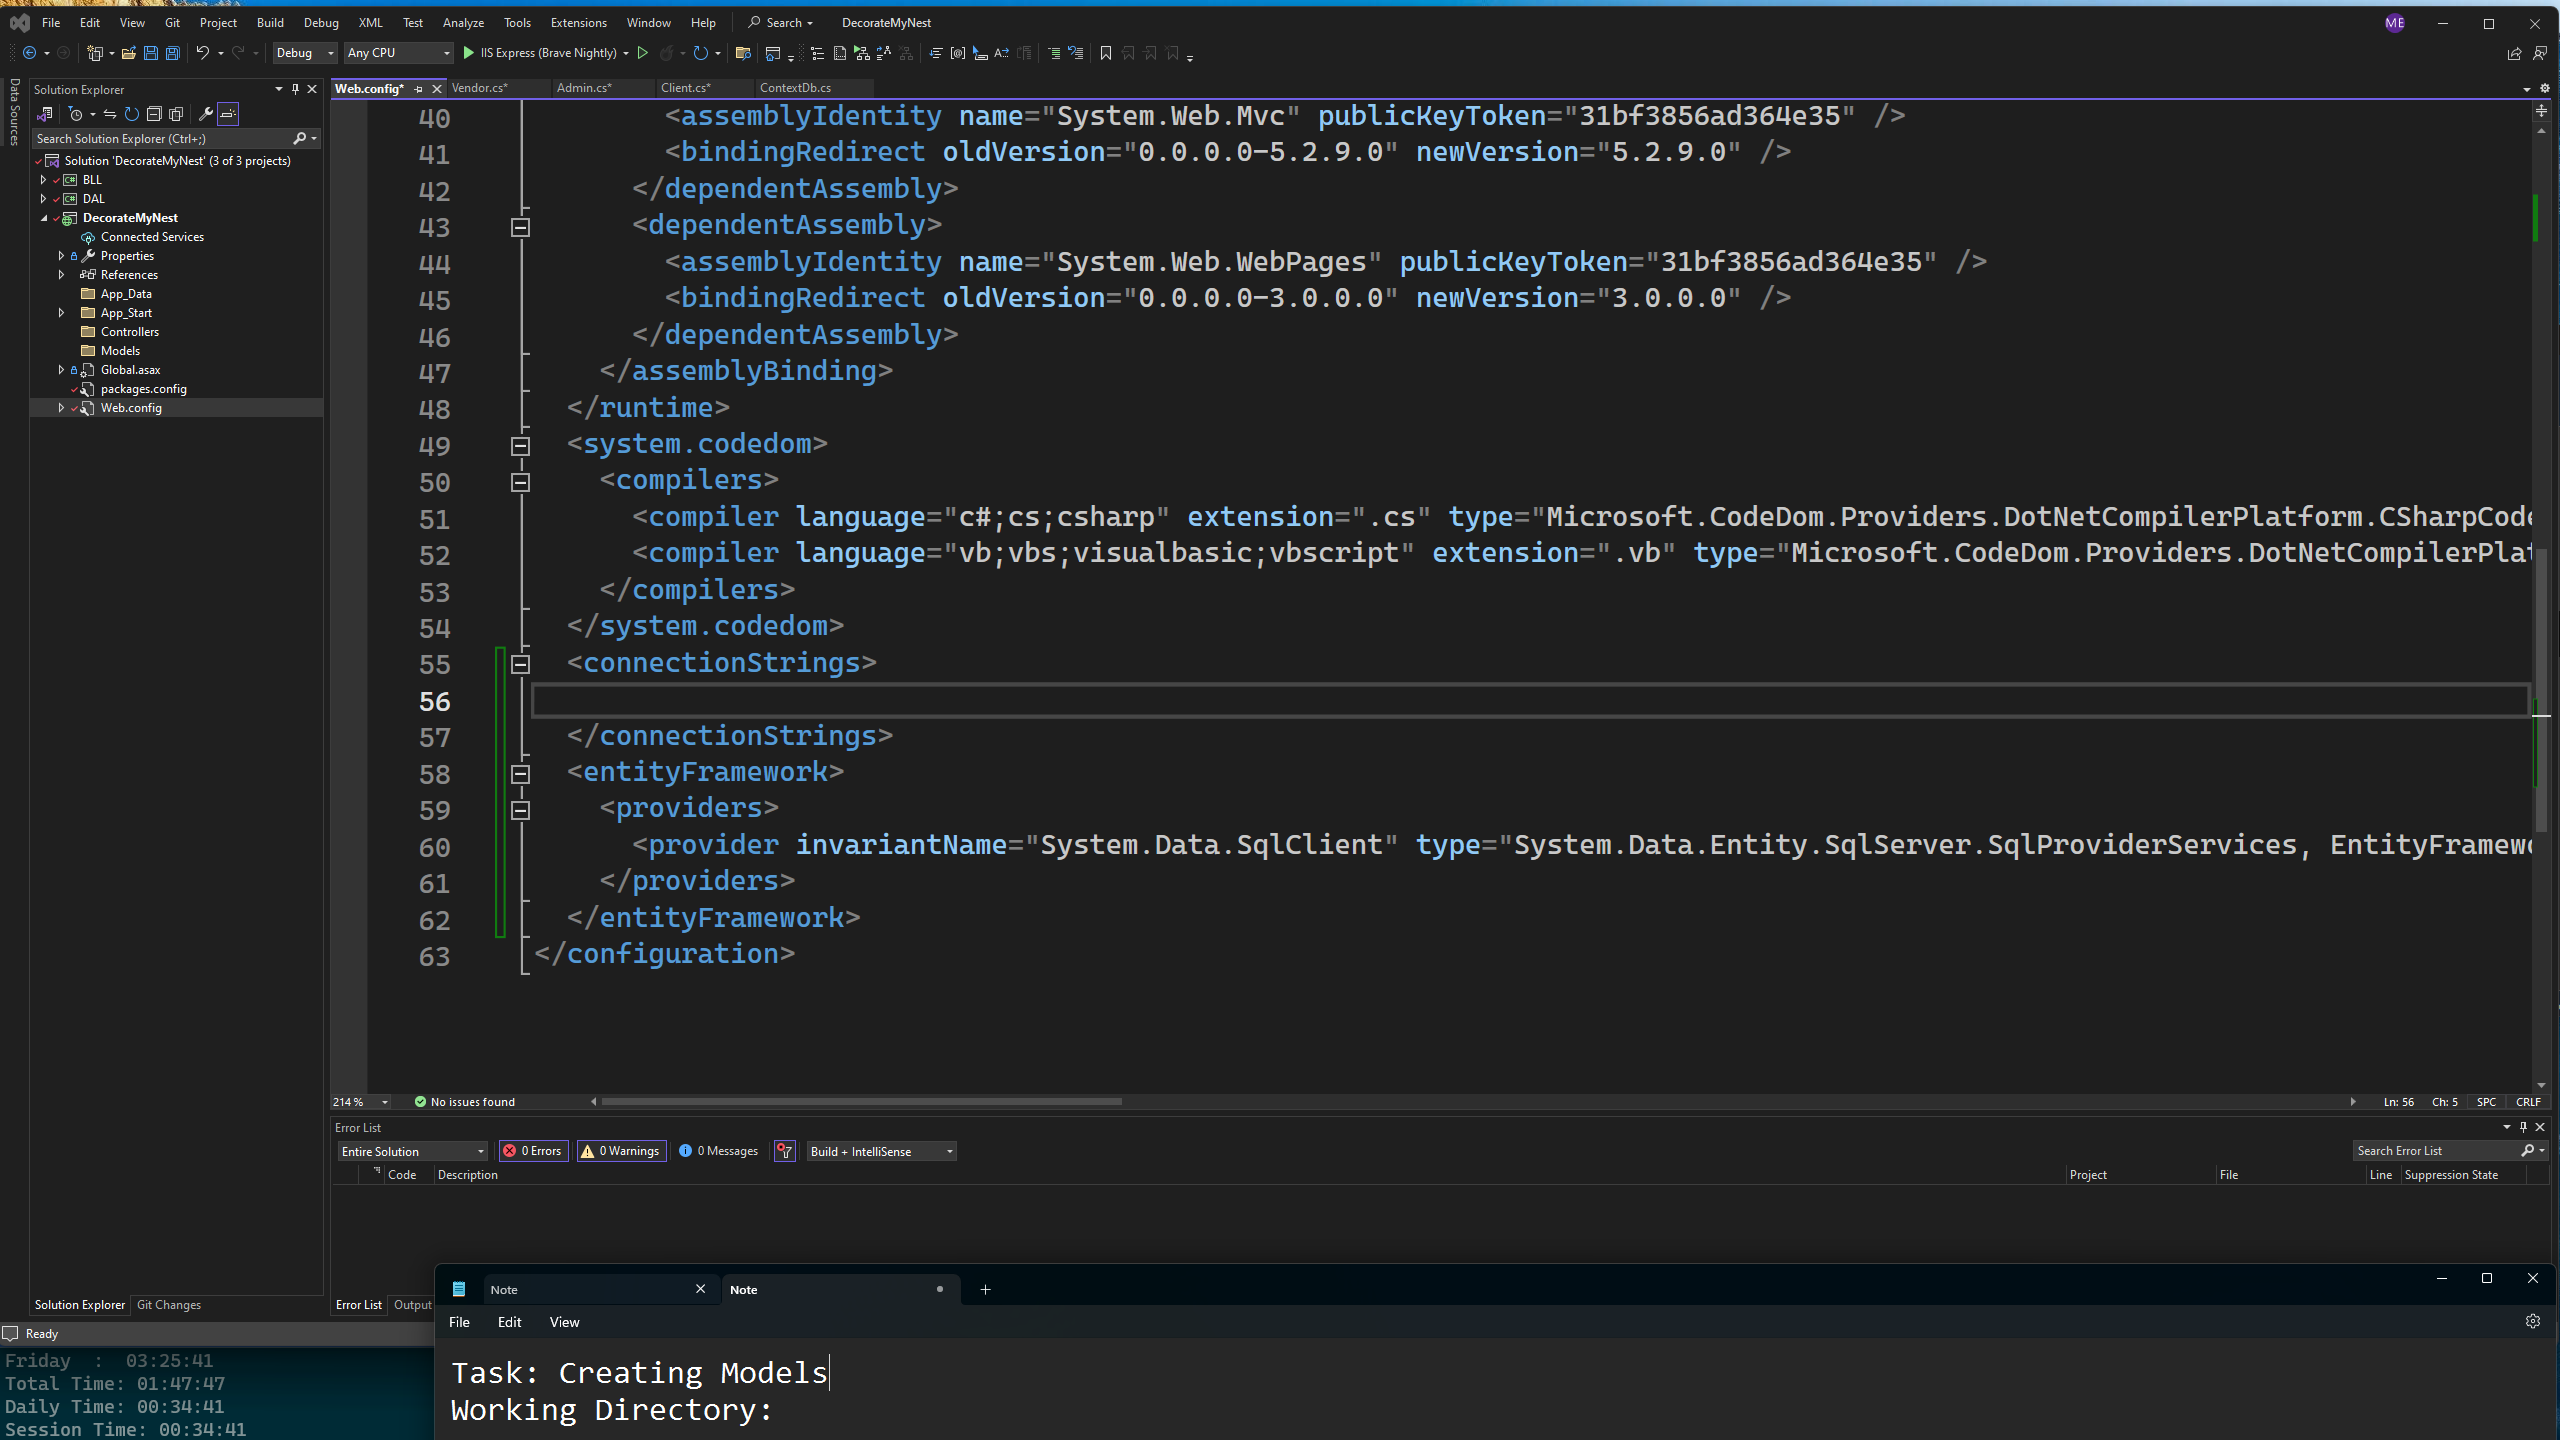 File Edit View Git Project Build Debug XML Test Analyze Tools Extensions Window Help Search DecorateMyNest ME
Debug Any CPU IIS Express (Brave Nightly)
Data Sources
Solution Explorer
Search Solution Explorer (Ctrl+;)
Solution 'DecorateMyNest' (3 of 3 projects)
BLL
DAL
DecorateMyNest
Connected Services
Properties
References
App_Data
App_Start
Controllers
Models
Global.asax
packages.config
Web.config
Solution Explorer Git Changes
Web.config* Vendor.cs* Admin.cs* Client.cs* ContextDb.cs
40 <assemblyIdentity name="System.Web.Mvc" publicKeyToken="31bf3856ad364e35" />
41 <bindingRedirect oldVersion="0.0.0.0-5.2.9.0" newVersion="5.2.9.0" />
42 </dependentAssembly>
43 <dependentAssembly>
44 <assemblyIdentity name="System.Web.WebPages" publicKeyToken="31bf3856ad364e35" />
45 <bindingRedirect oldVersion="0.0.0.0-3.0.0.0" newVersion="3.0.0.0" />
46 </dependentAssembly>
47 </assemblyBinding>
48 </runtime>
49 <system.codedom>
50 <compilers>
51 <compiler language="c#;cs;csharp" extension=".cs" type="Microsoft.CodeDom.Providers.DotNetCompilerPlatform.CSharpCode
52 <compiler language="vb;vbs;visualbasic;vbscript" extension=".vb" type="Microsoft.CodeDom.Providers.DotNetCompilerPlat
53 </compilers>
54 </system.codedom>
55 <connectionStrings>
56
57 </connectionStrings>
58 <entityFramework>
59 <providers>
60 <provider invariantName="System.Data.SqlClient" type="System.Data.Entity.SqlServer.SqlProviderServices, EntityFramewo
61 </providers>
62 </entityFramework>
63 </configuration>
214 % No issues found Ln: 56 Ch: 5 SPC CRLF
Error List
Entire Solution 0 Errors 0 Warnings 0 Messages Build + IntelliSense Search Error List
Code Description Project File Line Suppression State
Error List Output
Ready
Friday : 03:25:41
Total Time: 01:47:47
Daily Time: 00:34:41
Session Time: 00:34:41
Note Note
File Edit View
Task: Creating Models
Working Directory: